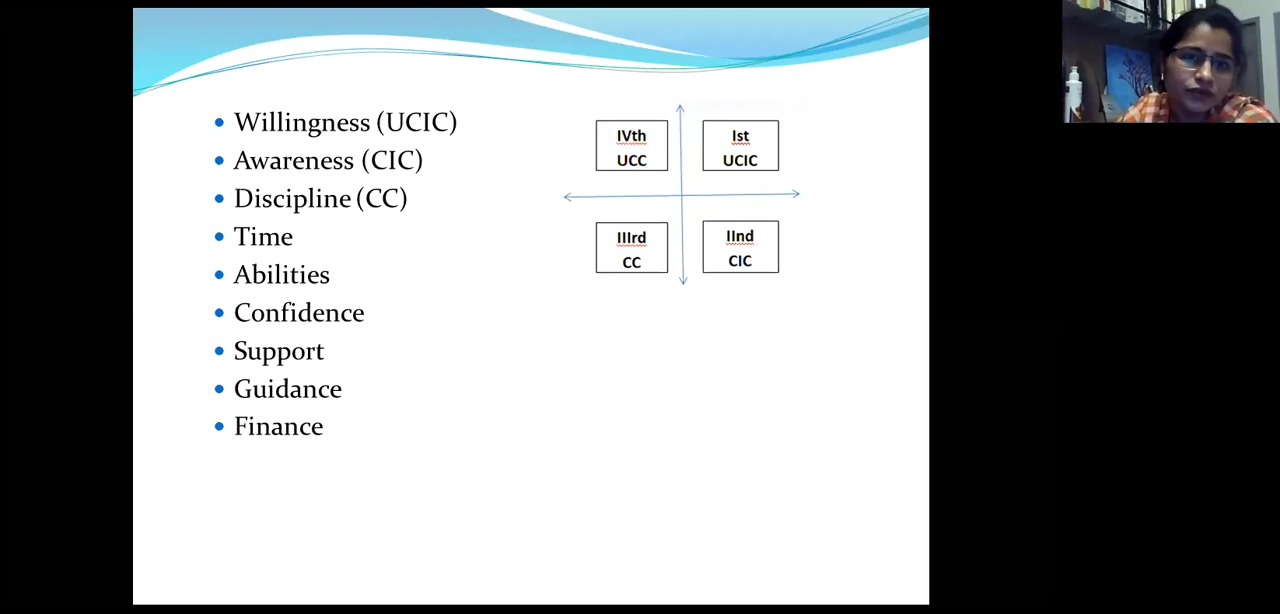 Willingness (UCIC)
Awareness (CIC)
Discipline (CC)
Time
Abilities
Confidence
Support
Guidance
Finance
IVth
UCC
Ist
UCIC
IIIrd
CC
IInd
CIC